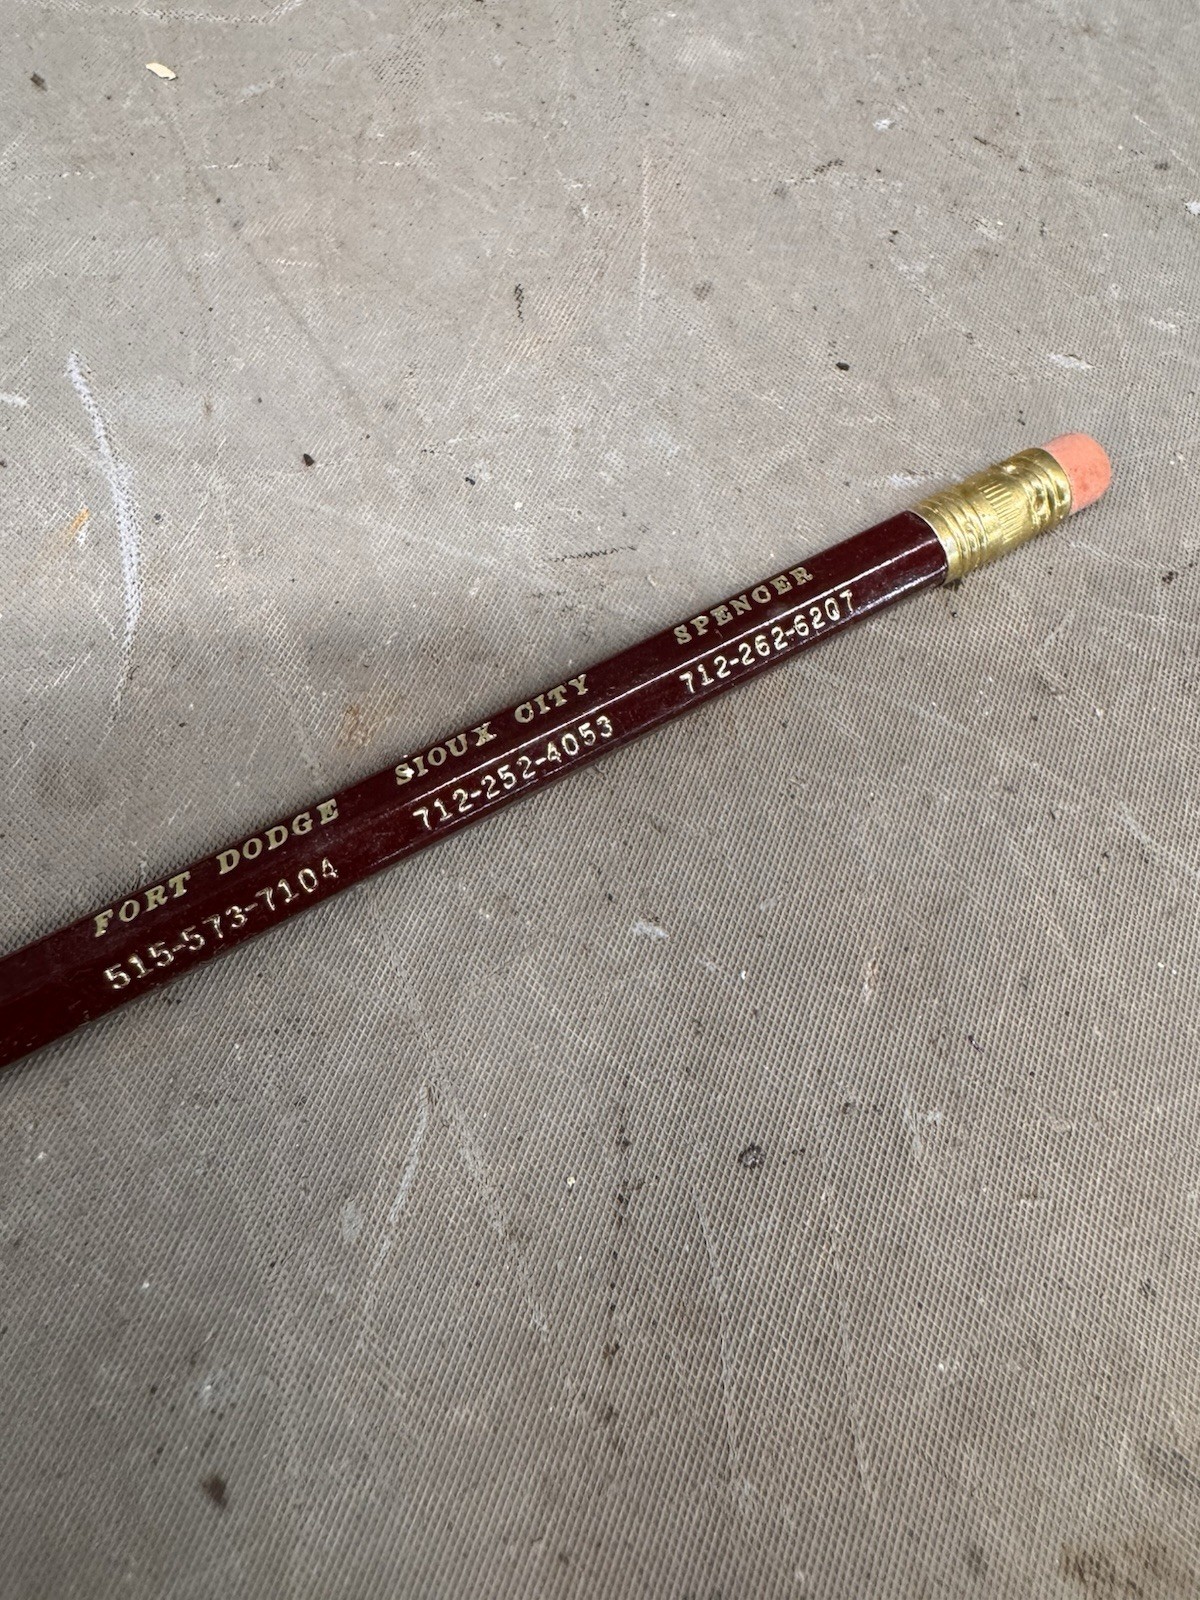 FORT DODGE SIOUX CITY SPENCER
515-573-7104 712-252-4053 712-262-6207